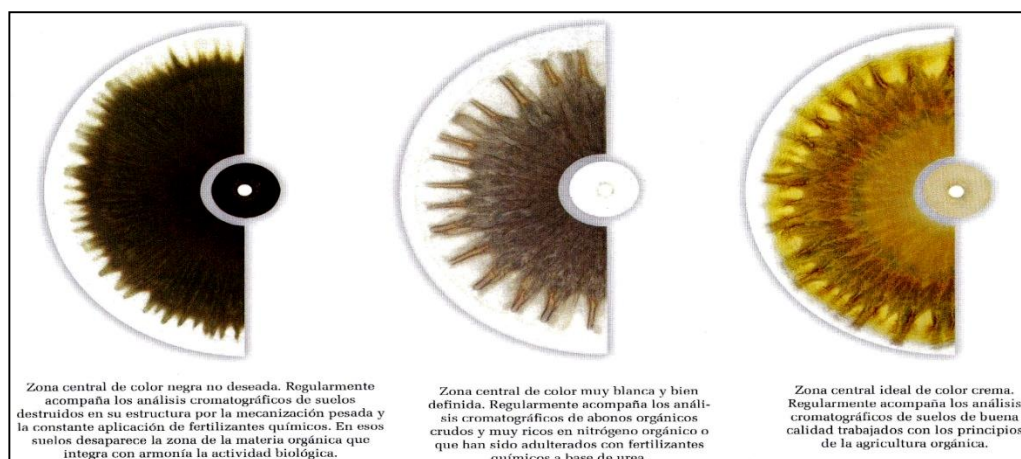 Zona central de color negra no deseada. Regularmente
acompaña los análisis cromatográficos de suelos
destruidos en su estructura por la mecanización pesada y
la constante aplicación de fertilizantes químicos. En esos
suelos desaparece la zona de la materia orgánica que
integra con armonía la actividad biológica.
Zona central de color muy blanca y bien
definida. Regularmente acompaña los análi-
sis cromatográficos de abonos orgánicos
crudos y muy ricos en nitrógeno orgánico o
que han sido adulterados con fertilizantes
químicos a base de urea
Zona central ideal de color crema.
Regularmente acompaña los análisis
cromatográficos de suelos de buena
calidad trabajados con los principios
de la agricultura orgánica.